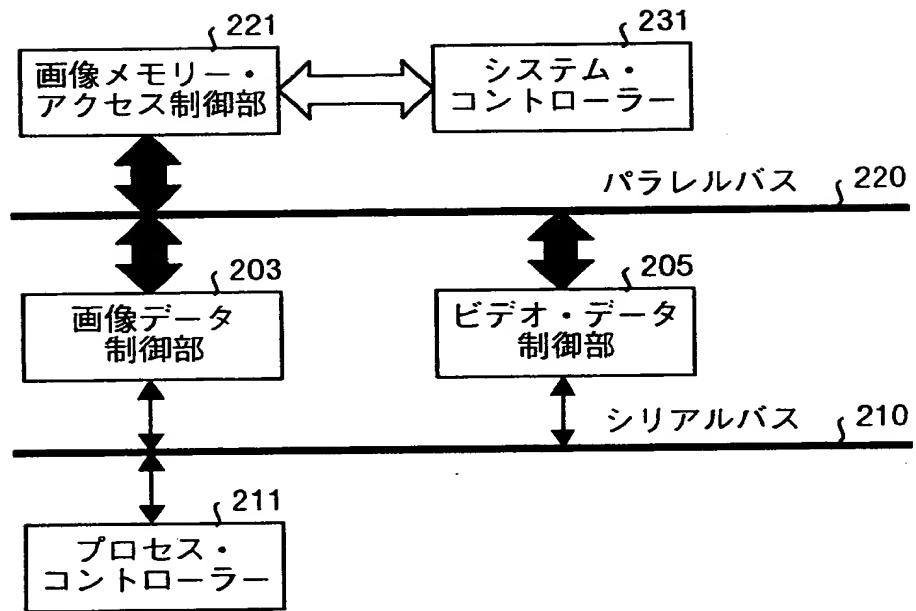 221
画像メモリー・
アクセス制御部
231
システム・
コントローラー
パラレルバス
220
203
画像データ
制御部
205
ビデオ・データ
制御部
シリアルバス
210
211
プロセス・
コントローラー